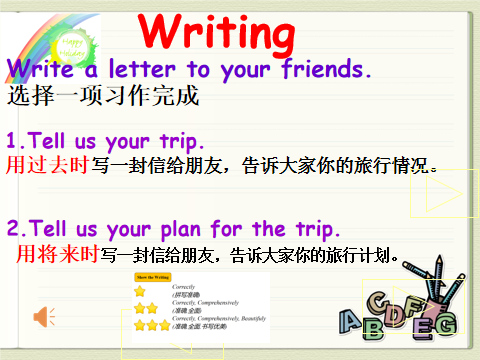 Happy
Holiday
Writing
Write a letter to your friends.
选择一项习作完成
1.Tell us your trip.
用过去时写一封信给朋友，告诉大家你的旅行情况。
2.Tell us your plan for the trip.
用将来时写一封信给朋友，告诉大家你的旅行计划。
Show the Writing
Correctly
(拼写准确)
Correctly, Comprehensively
(准确,全面)
Correctly, Comprehensively, Beautifuly
(准确,全面,书写优美)
ABCDEFG